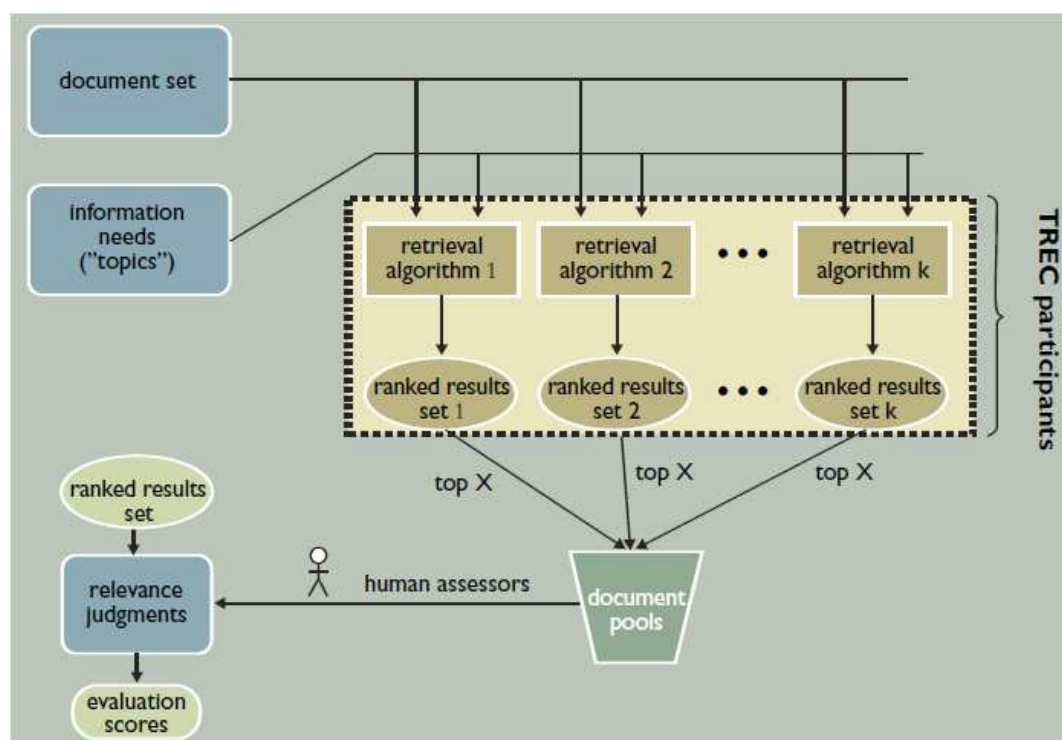 document set
information
needs
("topics")
retrieval
algorithm 1
retrieval
algorithm 2
retrieval
algorithm k
TREC participants
ranked results
set 1
ranked results
set 2
ranked results
set k
top X
top X
top X
ranked results
set
human assessors
document
pools
relevance
judgments
evaluation
scores